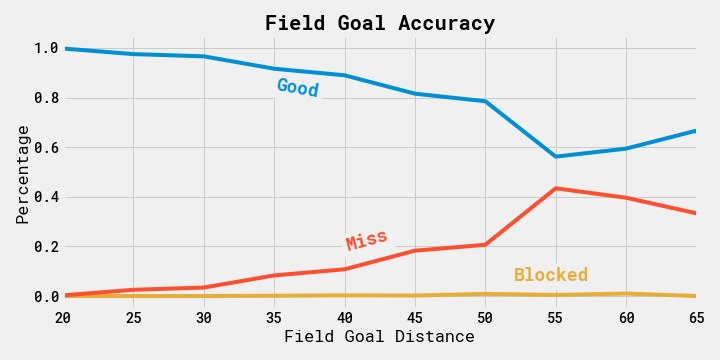 Field Goal Accuracy
Percentage
1.0
0.8
0.6
0.4
0.2
0.0
Good
Miss
Blocked
20 25 30 35 40 45 50 55 60 65
Field Goal Distance